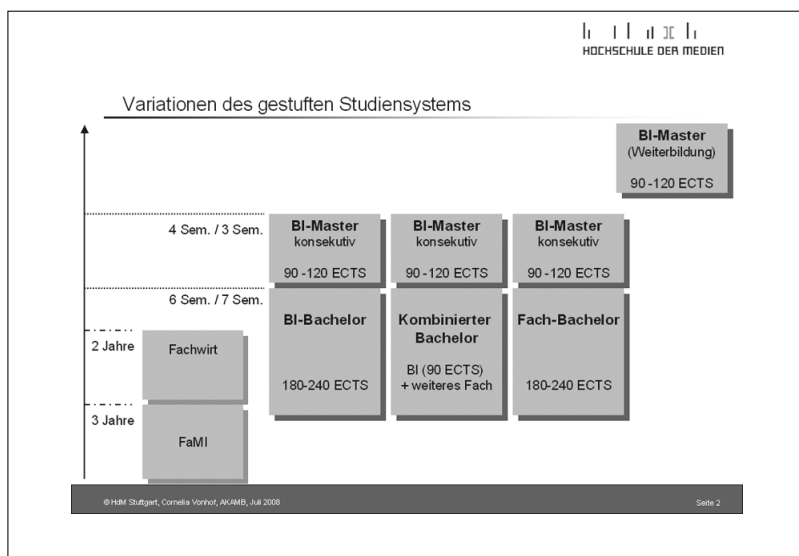 HOCHSCHULE DER MEDIEN
Variationen des gestuften Studiensystems
BI-Master
(Weiterbildung)
90 -120 ECTS
4 Sem. / 3 Sem.
BI-Master
konsekutiv
90 -120 ECTS
BI-Master
konsekutiv
90 -120 ECTS
BI-Master
konsekutiv
90 -120 ECTS
6 Sem. / 7 Sem.
BI-Bachelor
180-240 ECTS
Kombinierter
Bachelor
BI (90 ECTS)
+ weiteres Fach
Fach-Bachelor
180-240 ECTS
2 Jahre
Fachwirt
3 Jahre
FaMI
© HdM Stuttgart, Cornelia Vonhof, AKAMB, Juli 2008
Seite 2